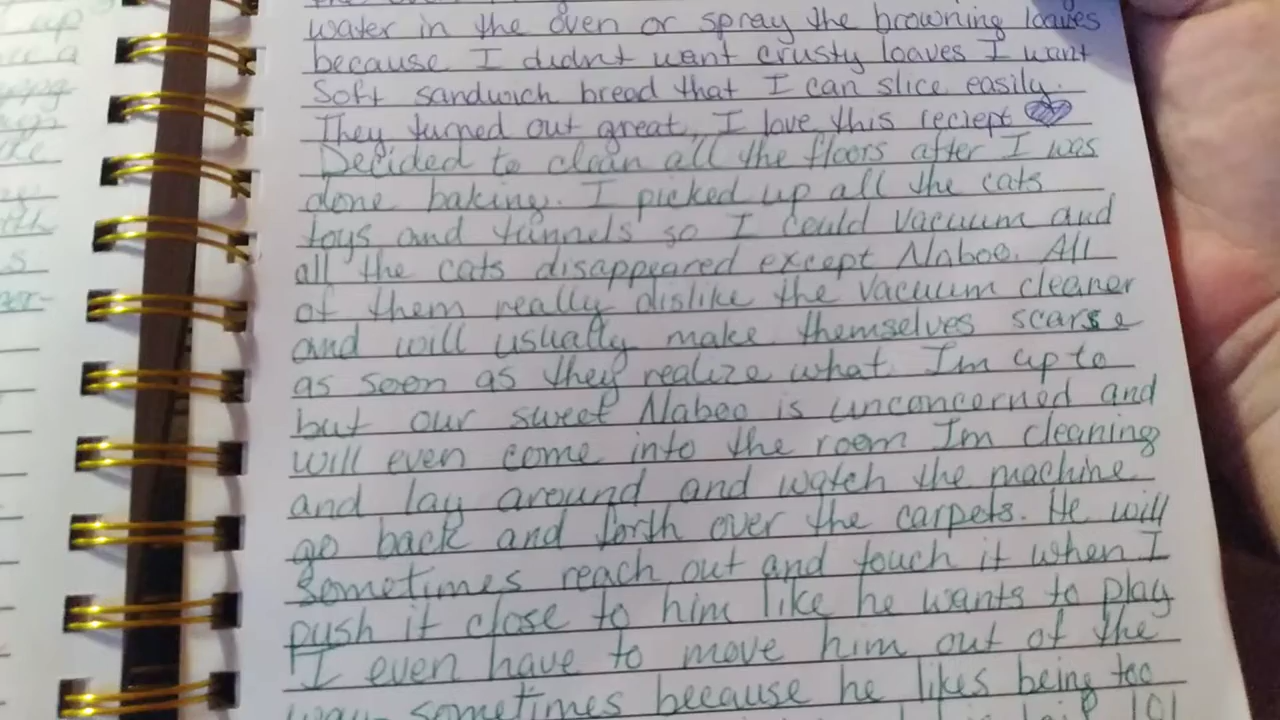 water in the oven or spray the browning loaves
because I didnt want crusty loaves I want
Soft sandwich bread that I can slice easily.
They turned out great, I love this reciept
Decided to clean all the floors after I was
done baking. I picked up all the cats
toys and tunnels so I could vacuum and
all the cats disappeared except Naboo. All
of them really dislike the vacuum cleaner
and will usually make themselves scarse
as soon as they realize what Im up to
but our sweet Naboo is unconcerned and
will even come into the room Im cleaning
and lay around and watch the machine
go back and forth over the carpets. He will
Sometimes reach out and touch it when I
push it close to him like he wants to play
I even have to move him out of the
way sometimes because he likes being too